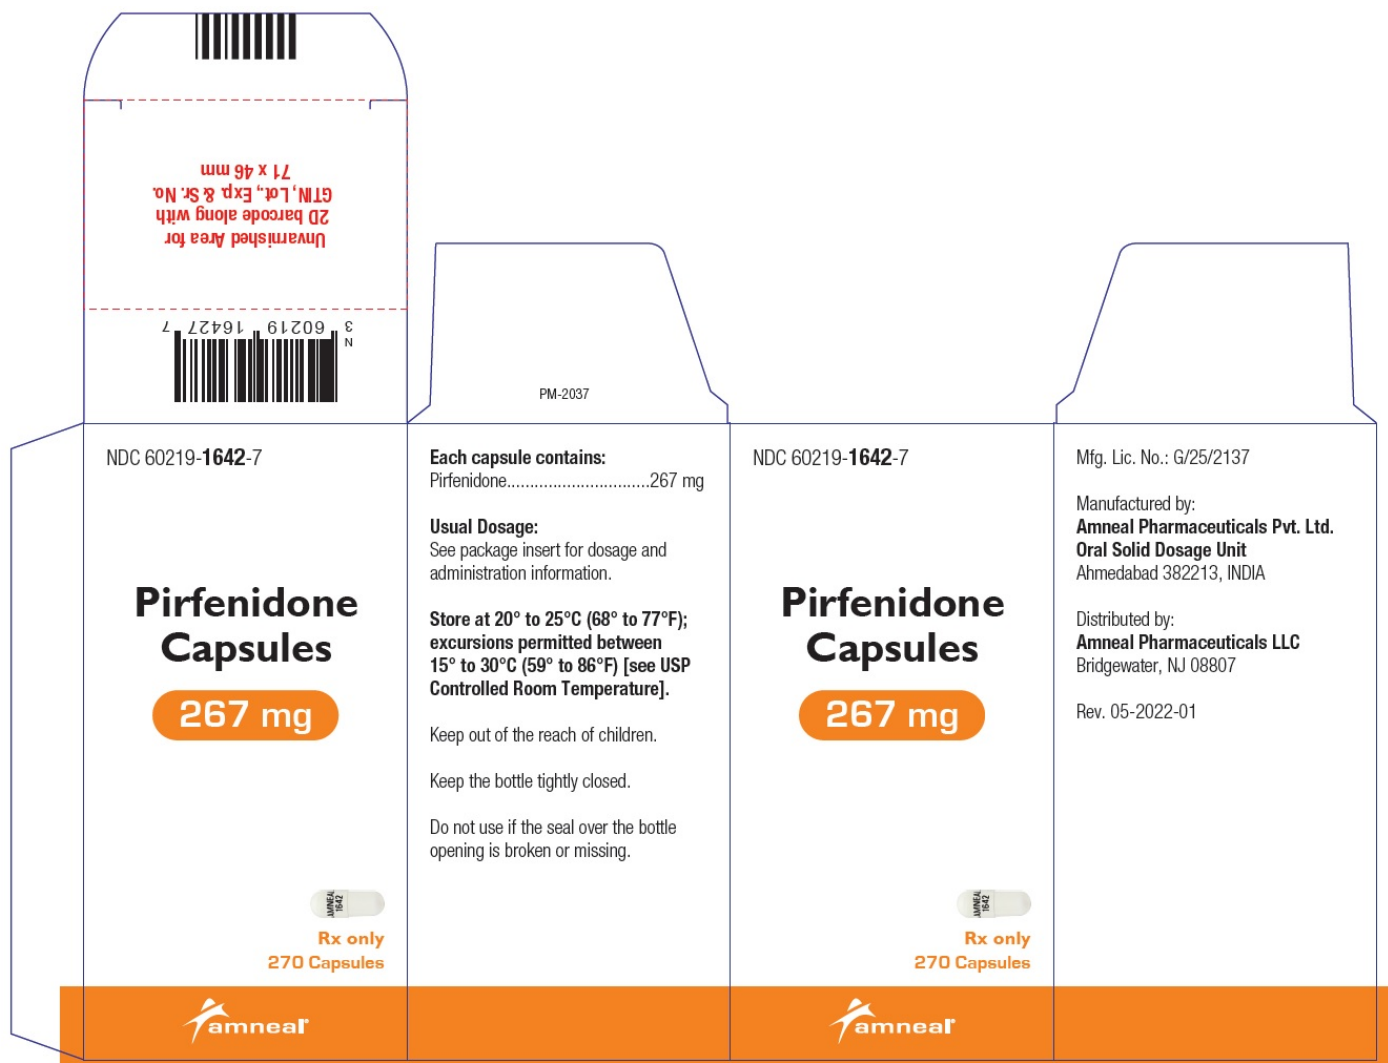 Unvarnished Area for
2D barcode along with
GTIN, Lot., Exp. & Sr. No.
71 x 46 mm
N
3 60219 16427 7
NDC 60219-1642-7
Pirfenidone
Capsules
267 mg
AMNEAL
1642
Rx only
270 Capsules
amneal®
PM-2037
Each capsule contains:
Pirfenidone...............................267 mg
Usual Dosage:
See package insert for dosage and
administration information.
Store at 20° to 25°C (68° to 77°F);
excursions permitted between
15° to 30°C (59° to 86°F) [see USP
Controlled Room Temperature].
Keep out of the reach of children.
Keep the bottle tightly closed.
Do not use if the seal over the bottle
opening is broken or missing.
NDC 60219-1642-7
Pirfenidone
Capsules
267 mg
AMNEAL
1642
Rx only
270 Capsules
amneal®
Mfg. Lic. No.: G/25/2137
Manufactured by:
Amneal Pharmaceuticals Pvt. Ltd.
Oral Solid Dosage Unit
Ahmedabad 382213, INDIA
Distributed by:
Amneal Pharmaceuticals LLC
Bridgewater, NJ 08807
Rev. 05-2022-01